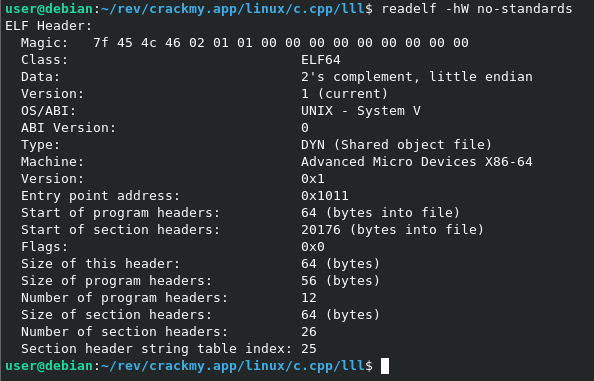 user@debian:~/rev/crackmy.app/linux/c.cpp/lll$ readelf -hW no-standards
ELF Header:
  Magic:   7f 45 4c 46 02 01 01 00 00 00 00 00 00 00 00 00
  Class:                             ELF64
  Data:                              2's complement, little endian
  Version:                           1 (current)
  OS/ABI:                            UNIX - System V
  ABI Version:                       0
  Type:                              DYN (Shared object file)
  Machine:                           Advanced Micro Devices X86-64
  Version:                           0x1
  Entry point address:               0x1011
  Start of program headers:          64 (bytes into file)
  Start of section headers:          20176 (bytes into file)
  Flags:                             0x0
  Size of this header:               64 (bytes)
  Size of program headers:           56 (bytes)
  Number of program headers:         12
  Size of section headers:           64 (bytes)
  Number of section headers:         26
  Section header string table index: 25
user@debian:~/rev/crackmy.app/linux/c.cpp/lll$